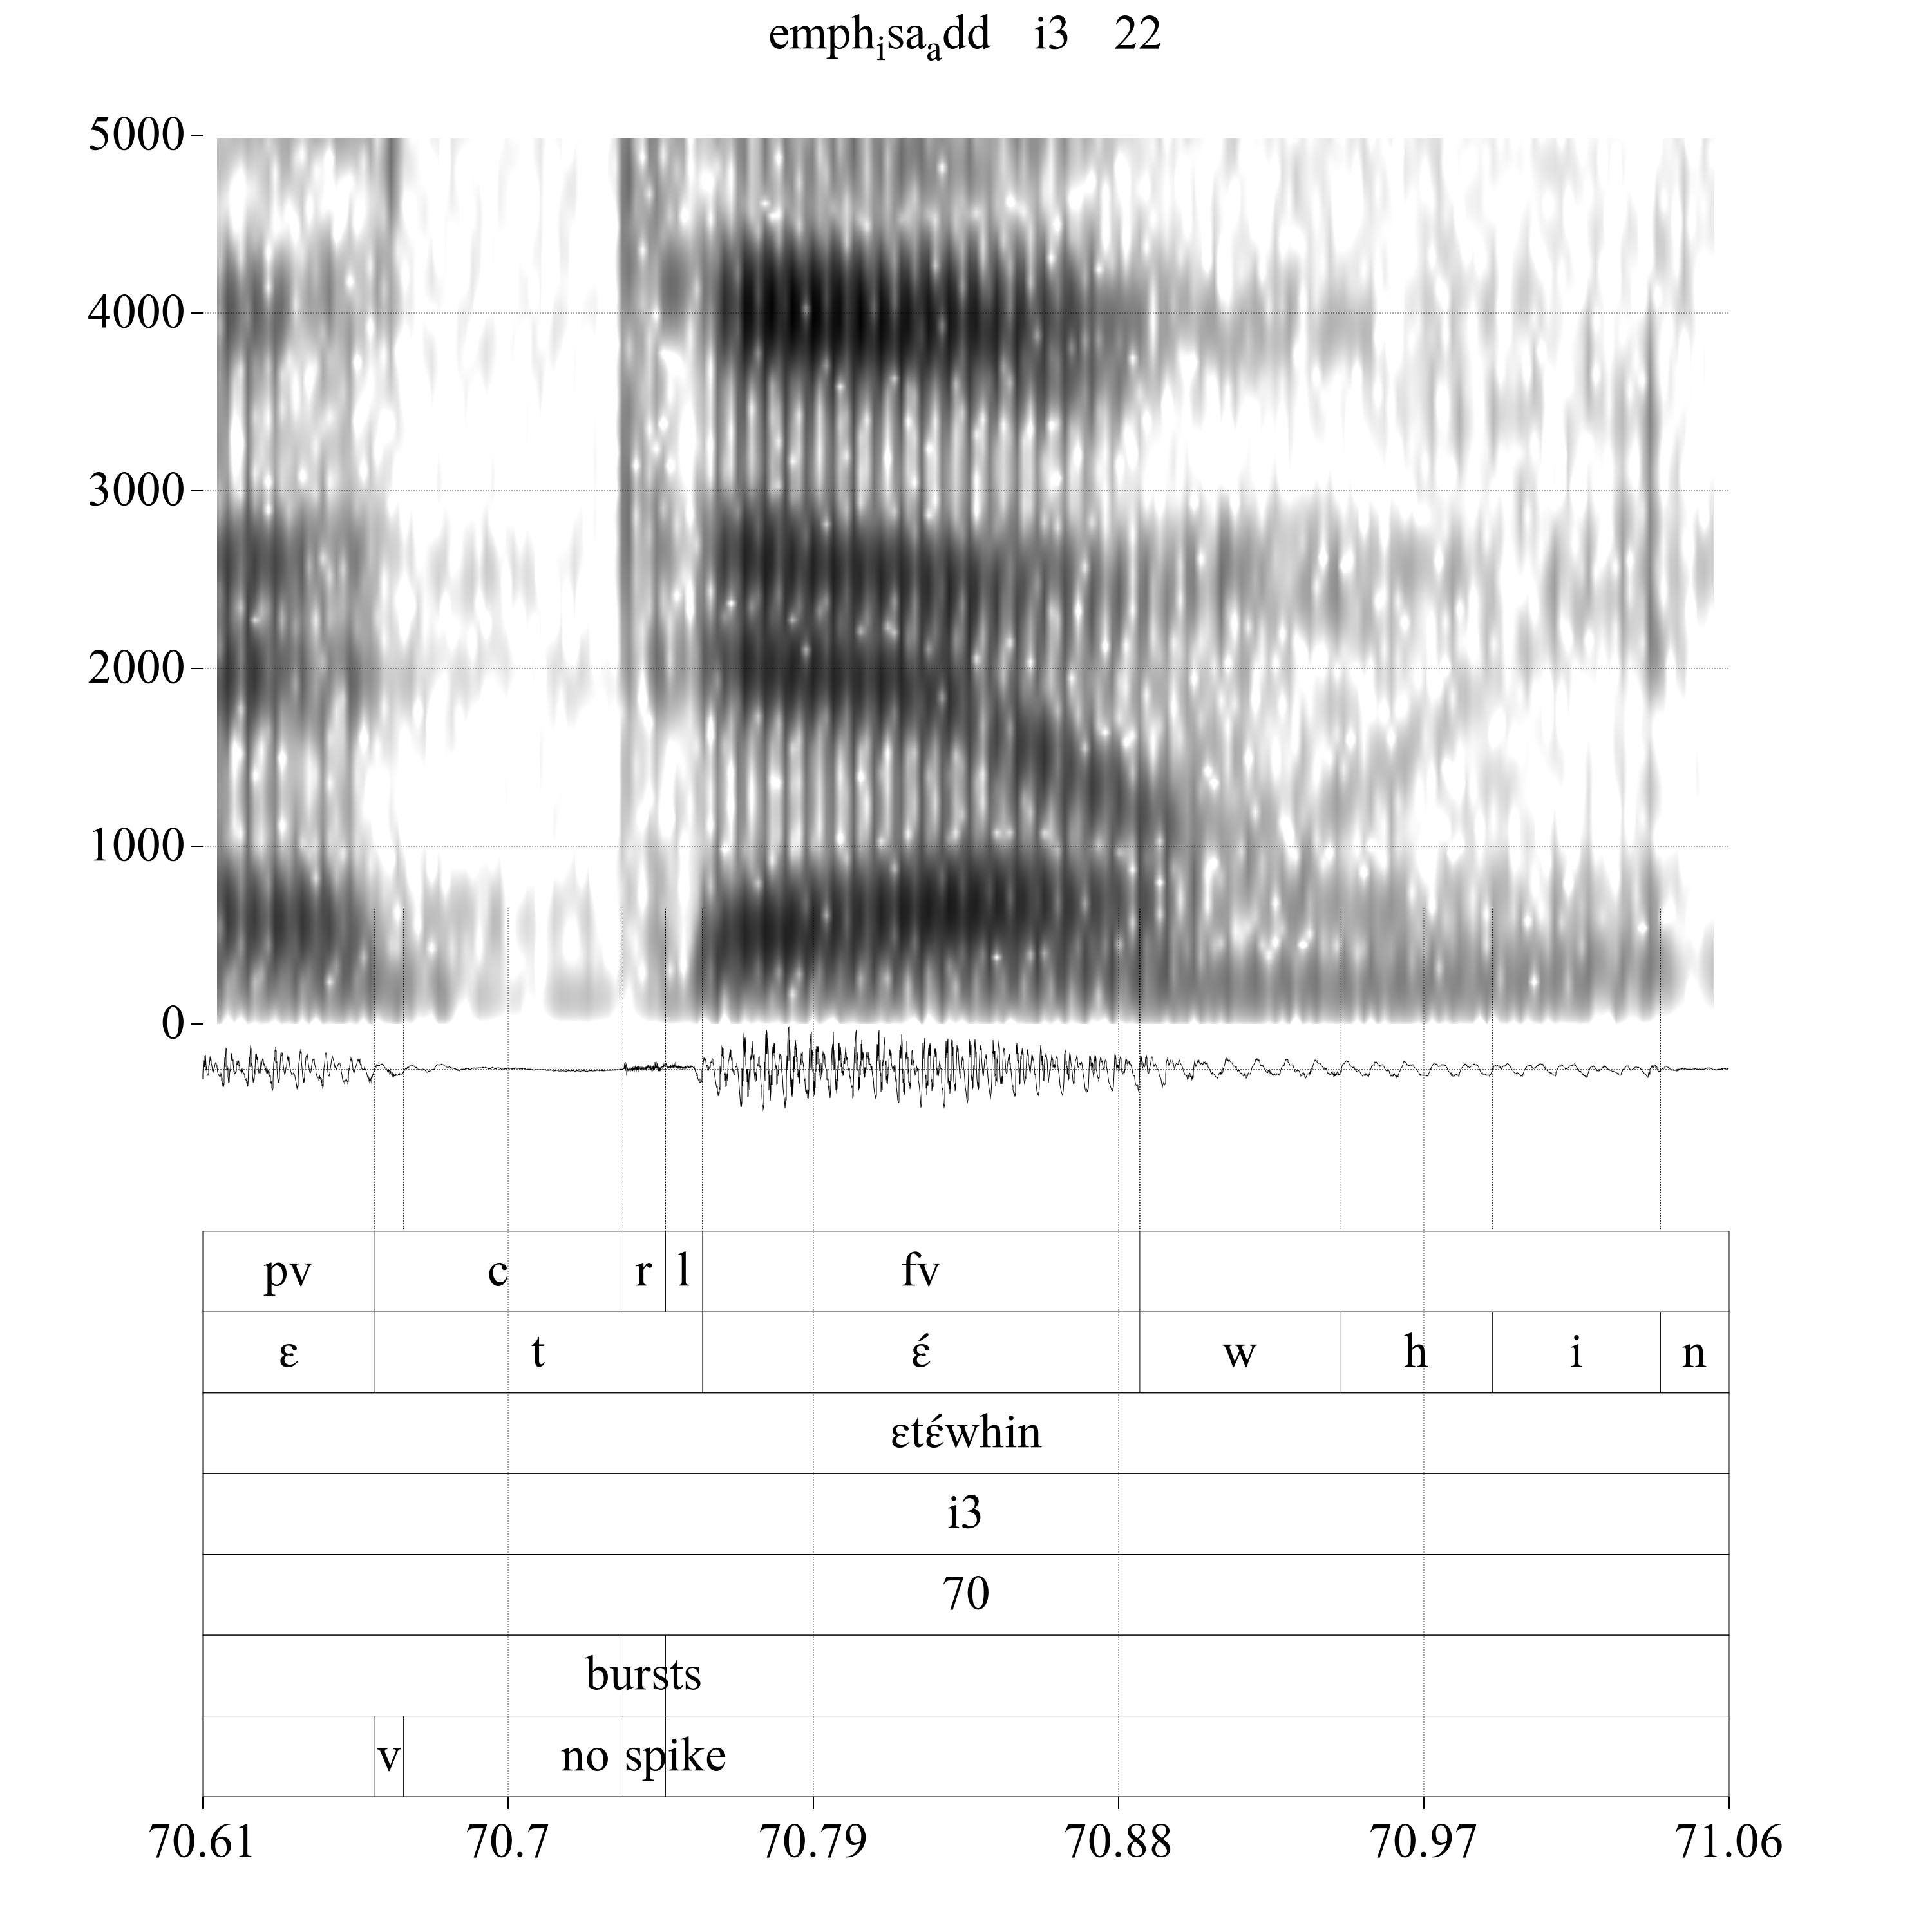 emphisaadd i3 22
5000
4000
3000
2000
1000
0
pv c r l fv
ɛ t ɛ́ w h i n
ɛtɛ́whin
i3
70
bursts
v no spike
70.61 70.7 70.79 70.88 70.97 71.06